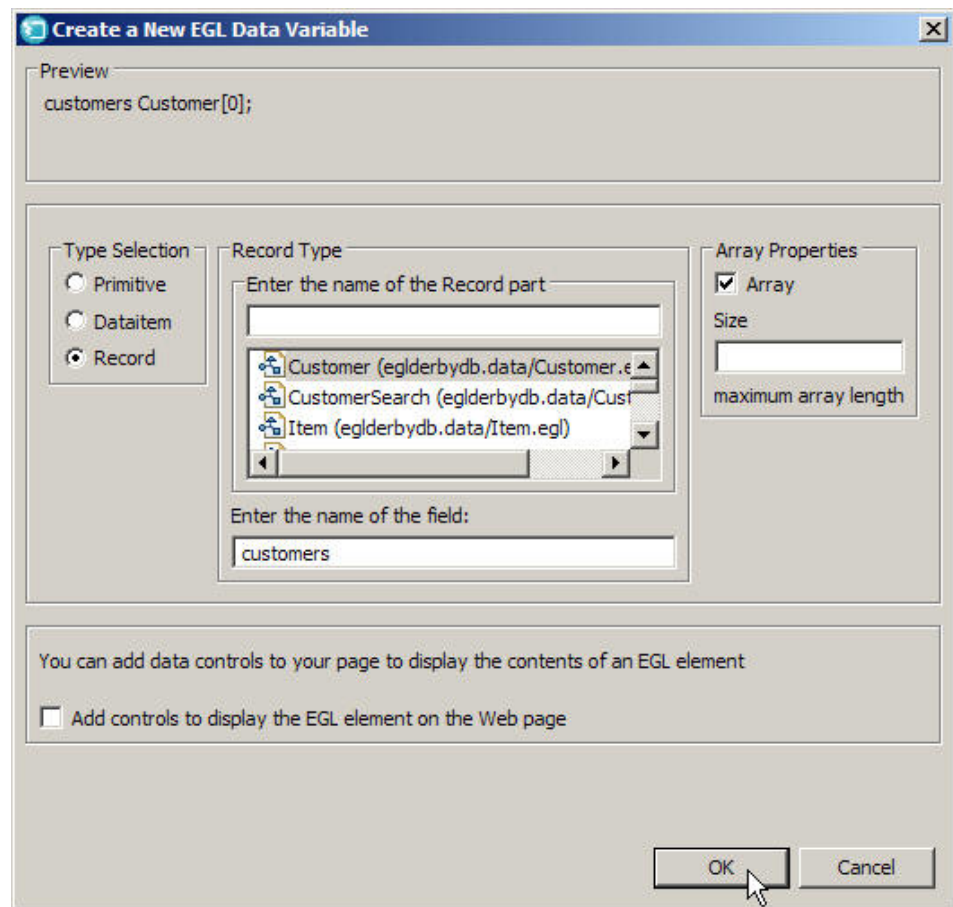 Create a New EGL Data Variable
Preview
customers Customer[0];
Type Selection
Primitive
Dataitem
Record
Record Type
Enter the name of the Record part
Customer (eglderbydb.data/Customer.e
CustomerSearch (eglderbydb.data/Cust
Item (eglderbydb.data/Item.egl)
Enter the name of the field:
customers
Array Properties
Array
Size
maximum array length
You can add data controls to your page to display the contents of an EGL element
Add controls to display the EGL element on the Web page
OK
Cancel